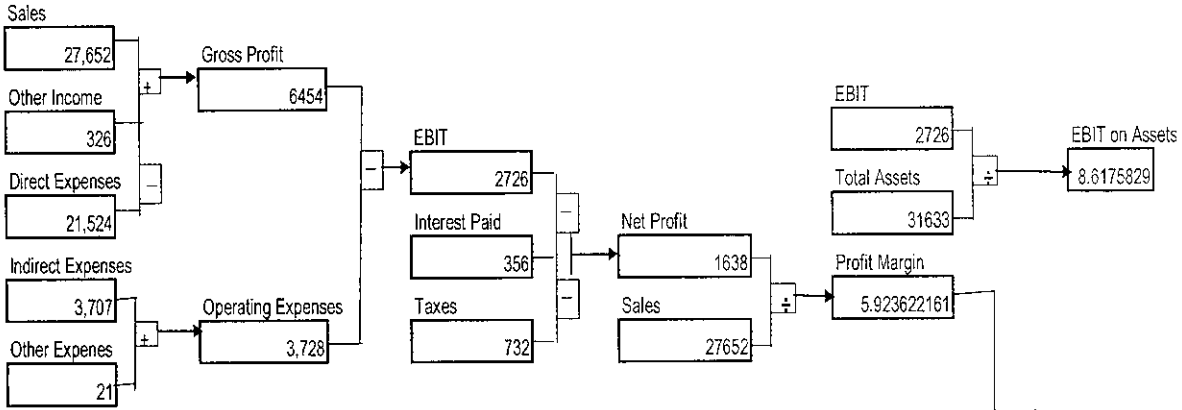 Sales
27,652
+
Gross Profit
6454
Other Income
326
−
Direct Expenses
21,524
Indirect Expenses
3,707
+
Operating Expenses
3,728
Other Expenes
21
−
EBIT
2726
−
Interest Paid
356
−
Taxes
732
Net Profit
1638
Sales
27652
÷
EBIT
2726
÷
EBIT on Assets
8.6175829
Total Assets
31633
Profit Margin
5.923622161